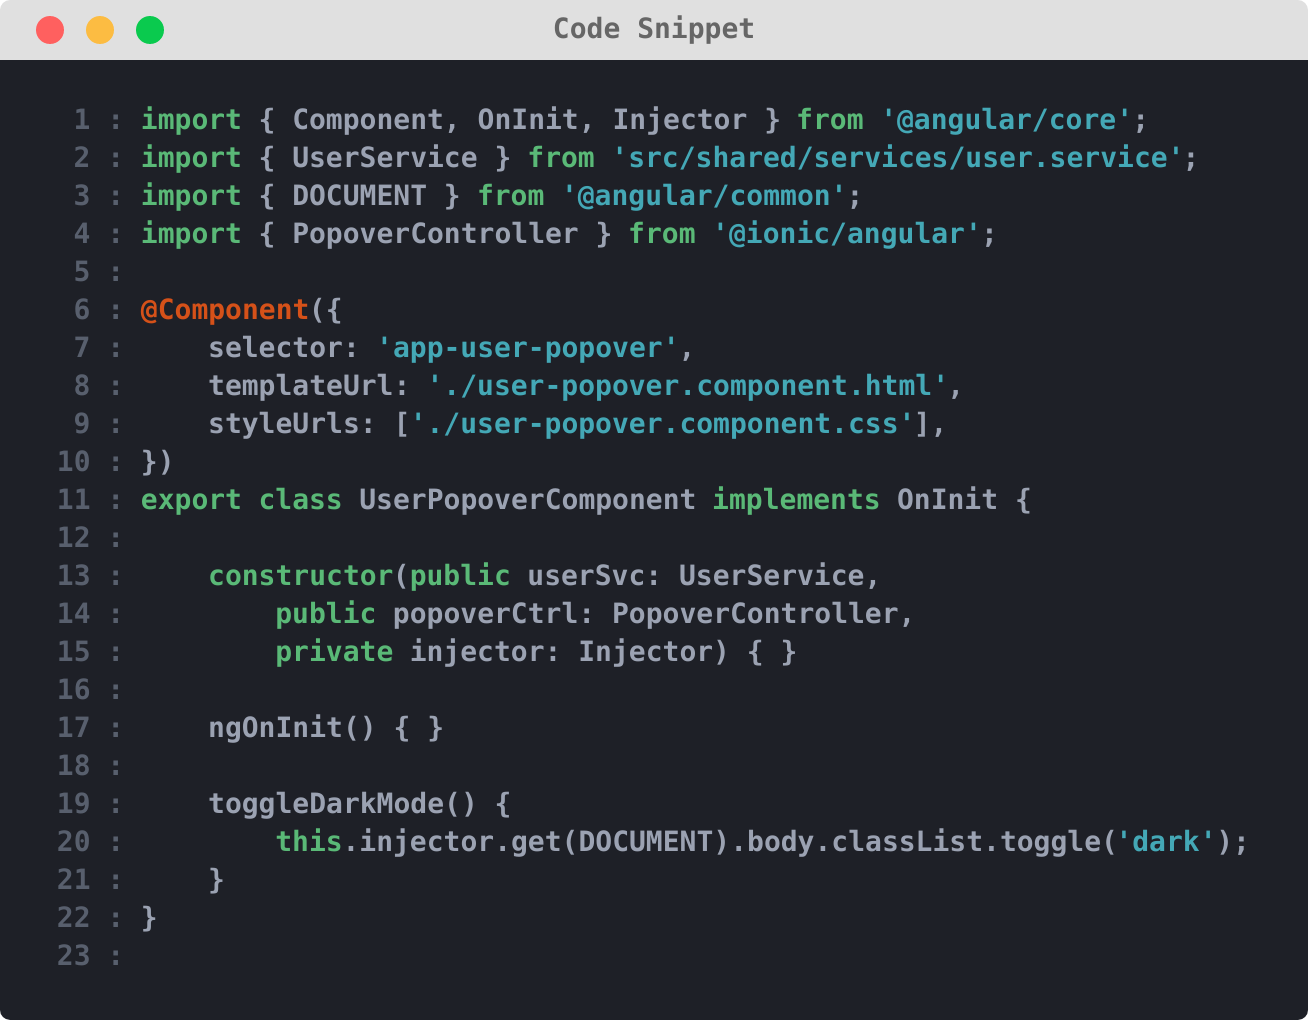 Code Snippet
1 : import { Component, OnInit, Injector } from '@angular/core';
2 : import { UserService } from 'src/shared/services/user.service';
3 : import { DOCUMENT } from '@angular/common';
4 : import { PopoverController } from '@ionic/angular';
5 :
6 : @Component({
7 :     selector: 'app-user-popover',
8 :     templateUrl: './user-popover.component.html',
9 :     styleUrls: ['./user-popover.component.css'],
10 : })
11 : export class UserPopoverComponent implements OnInit {
12 :
13 :     constructor(public userSvc: UserService,
14 :         public popoverCtrl: PopoverController,
15 :         private injector: Injector) { }
16 :
17 :     ngOnInit() { }
18 :
19 :     toggleDarkMode() {
20 :         this.injector.get(DOCUMENT).body.classList.toggle('dark');
21 :     }
22 : }
23 :